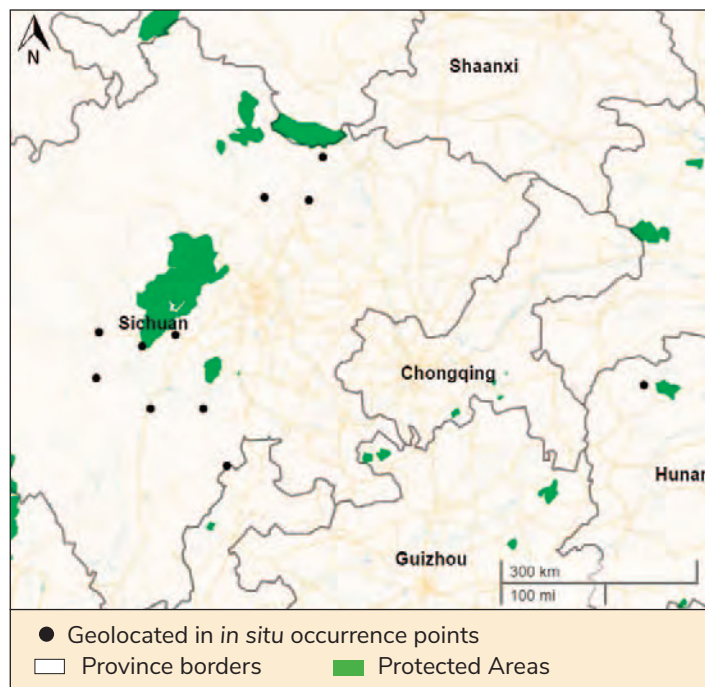 N
Shaanxi
Sichuan
Chongqing
Hunan
Guizhou
300 km
100 mi
Geolocated in in situ occurrence points
Province borders
Protected Areas